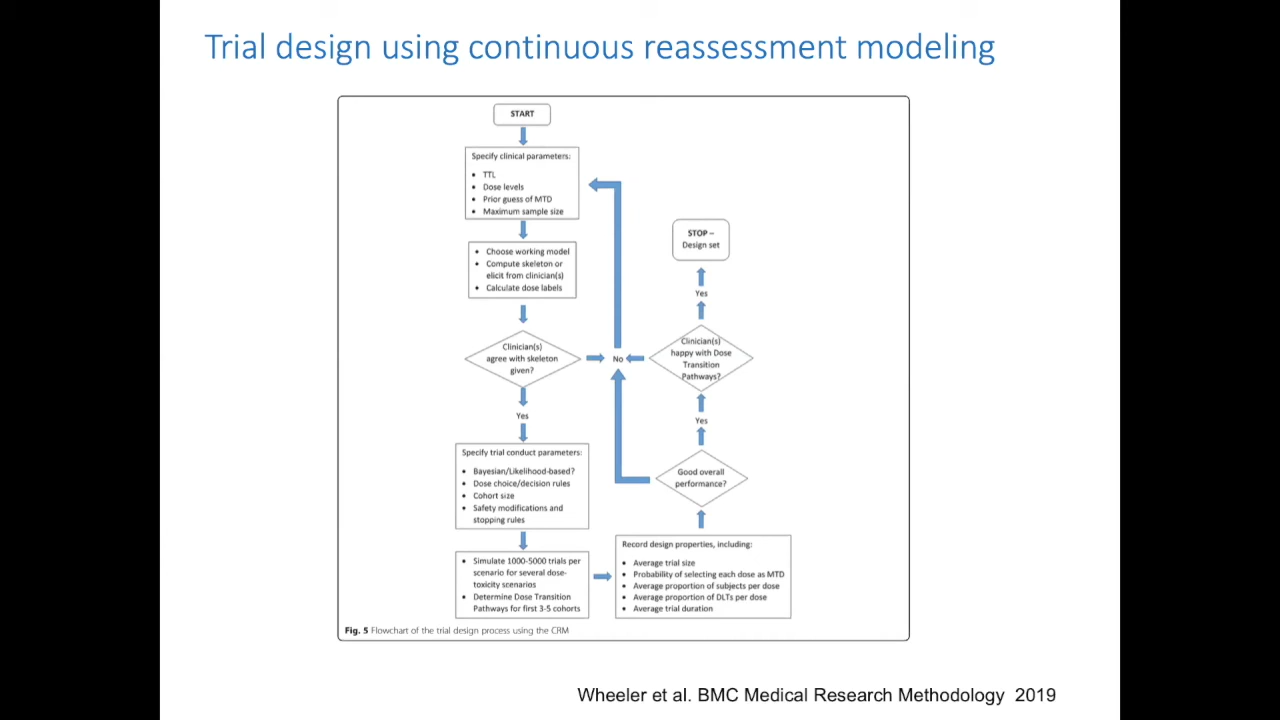 Trial design using continuous reassessment modeling
START
Specify clinical parameters:
• TTL
• Dose levels
• Prior guess of MTD
• Maximum sample size
• Choose working model
• Compute skeleton or
elicit from clinician(s)
• Calculate dose labels
Clinician(s)
agree with skeleton
given?
No
Yes
Specify trial conduct parameters:
• Bayesian/Likelihood-based?
• Dose choice/decision rules
• Cohort size
• Safety modifications and
stopping rules
• Simulate 1000-5000 trials per
scenario for several dose-
toxicity scenarios
• Determine Dose Transition
Pathways for first 3-5 cohorts
Record design properties, including:
• Average trial size
• Probability of selecting each dose as MTD
• Average proportion of subjects per dose
• Average proportion of DLTs per dose
• Average trial duration
Good overall
performance?
Yes
Clinician(s)
happy with Dose
Transition
Pathways?
Yes
STOP –
Design set
Fig. 5 Flowchart of the trial design process using the CRM
Wheeler et al. BMC Medical Research Methodology 2019